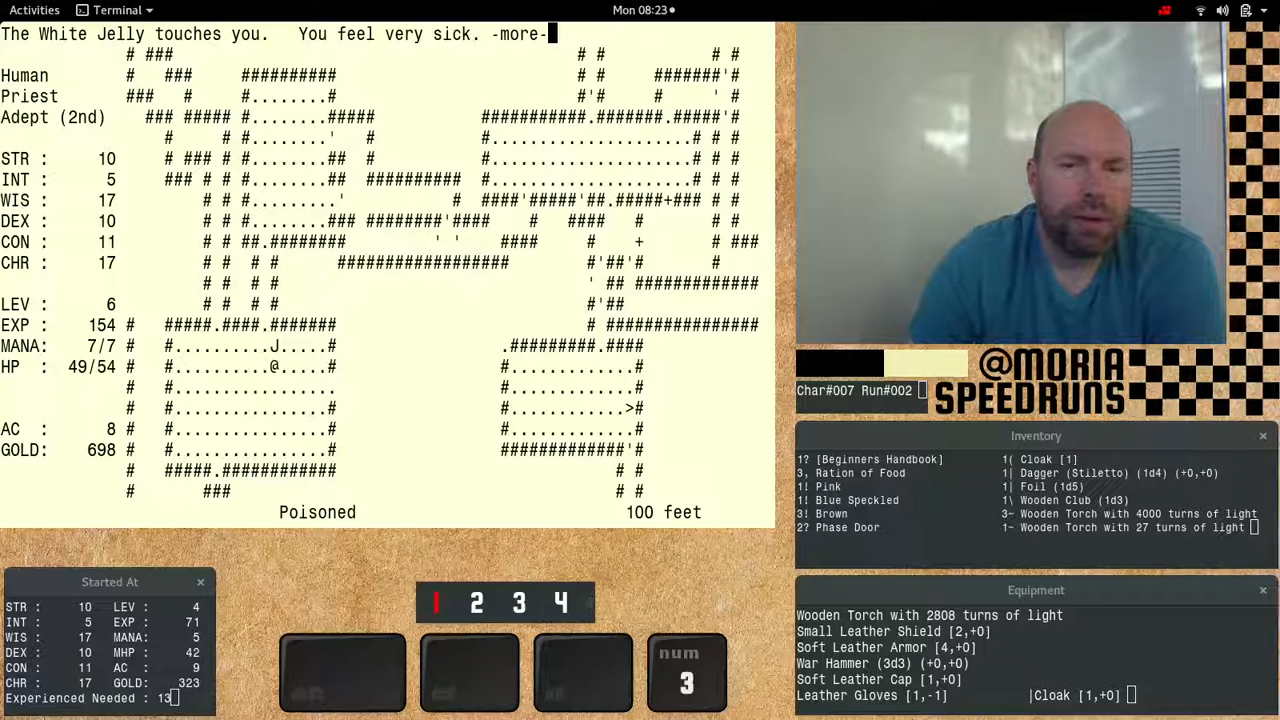 Activities Terminal Mon 08:23
The White Jelly touches you. You feel very sick. -more-
# ### # # # #
Human # ### ########## # # #######'#
Priest ### # #........# #'# # ' #
Adept (2nd) ### ##### #........##### ###########.#######.#####'#
# # #........' # #.....................# # #
STR : 10 # ### # #........## # #.....................# # #
INT : 5 ### # # #........## ########## #.....................# # #
WIS : 17 # # #.........' # ####'#####'##.#####+### # #
DEX : 10 # # #........### ########'#### # #### # # #
CON : 11 # # ##.######## ' ' #### # + # ###
CHR : 17 # # # # ################## #'##'# #
# # # # ' ## #############
LEV : 6 # # # # #'##
EXP : 154 # #####.####.####### # ################
MANA: 7/7 # #..........J.....# .#########.####
HP : 49/54 # #..........@.....# #............#
# #................ #............#
# #................# #............>#
AC : 8 # #................# #............#
GOLD: 698 # #................# #############'#
# #####.############ # #
# ### # #
Poisoned 100 feet
@MORIA
SPEEDRUNS
Char#007 Run#002
Inventory
1? [Beginners Handbook] 1( Cloak [1]
3, Ration of Food 1| Dagger (Stiletto) (1d4) (+0,+0)
1! Pink 1| Foil (1d5)
1! Blue Speckled 1\ Wooden Club (1d3)
3! Brown 3~ Wooden Torch with 4000 turns of light
2? Phase Door 1~ Wooden Torch with 27 turns of light
Equipment
Wooden Torch with 2808 turns of light
Small Leather Shield [2,+0]
Soft Leather Armor [4,+0]
War Hammer (3d3) (+0,+0)
Soft Leather Cap [1,+0]
Leather Gloves [1,-1] |Cloak [1,+0]
Started At
STR : 10 LEV : 4
INT : 5 EXP : 71
WIS : 17 MANA: 5
DEX : 10 MHP : 42
CON : 11 AC : 9
CHR : 17 GOLD: 323
Experienced Needed : 13
1 2 3 4
num
3